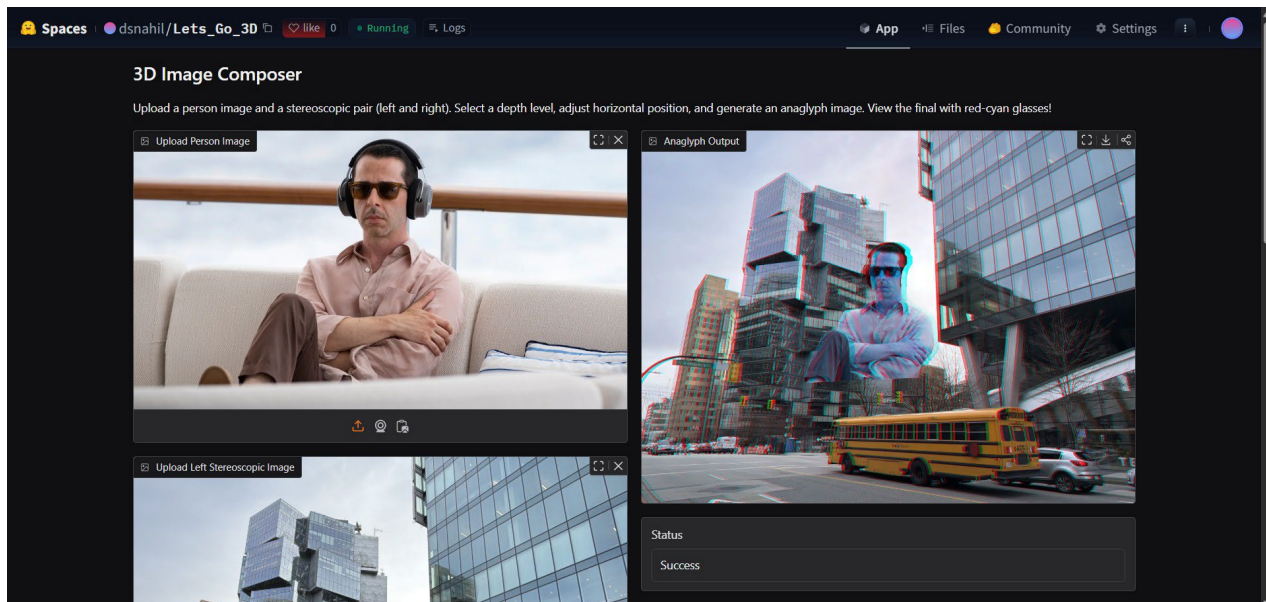 Spaces dsnahil/Lets_Go_3D like 0 Running Logs App Files Community Settings
3D Image Composer
Upload a person image and a stereoscopic pair (left and right). Select a depth level, adjust horizontal position, and generate an anaglyph image. View the final with red-cyan glasses!
Upload Person Image
Anaglyph Output
Upload Left Stereoscopic Image
Status
Success